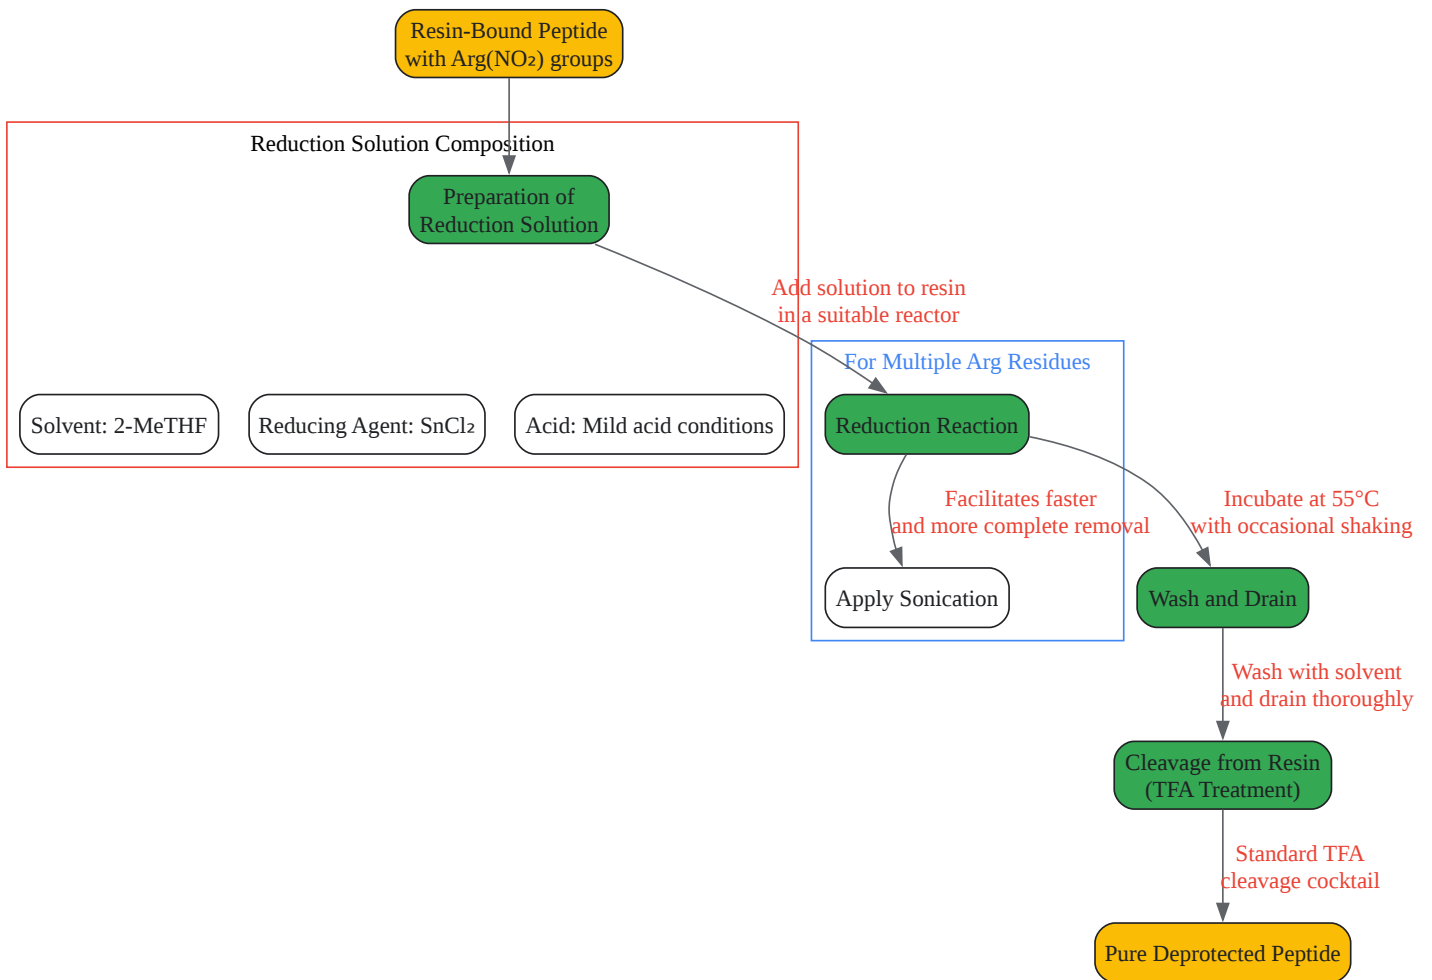 Resin-Bound Peptide
with Arg(NO₂) groups
Reduction Solution Composition
Preparation of
Reduction Solution
Add solution to resin
in a suitable reactor
For Multiple Arg Residues
Solvent: 2-MeTHF
Reducing Agent: SnCl₂
Acid: Mild acid conditions
Reduction Reaction
Facilitates faster
and more complete removal
Incubate at 55°C
with occasional shaking
Apply Sonication
Wash and Drain
Wash with solvent
and drain thoroughly
Cleavage from Resin
(TFA Treatment)
Standard TFA
cleavage cocktail
Pure Deprotected Peptide